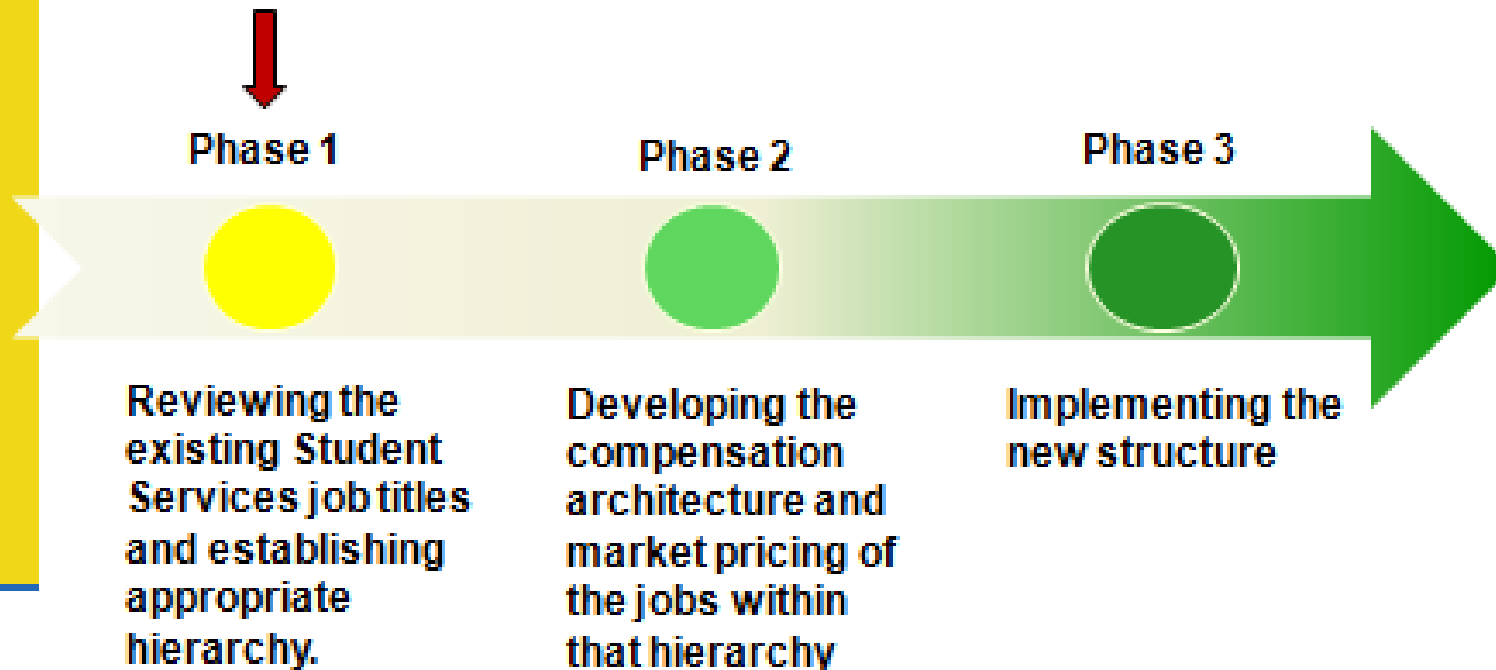 Phase 1
Phase 2
Phase 3
Reviewing the
existing Student
Services job titles
and establishing
appropriate
hierarchy.
Developing the
compensation
architecture and
market pricing of
the jobs within
that hierarchy
Implementing the
new structure